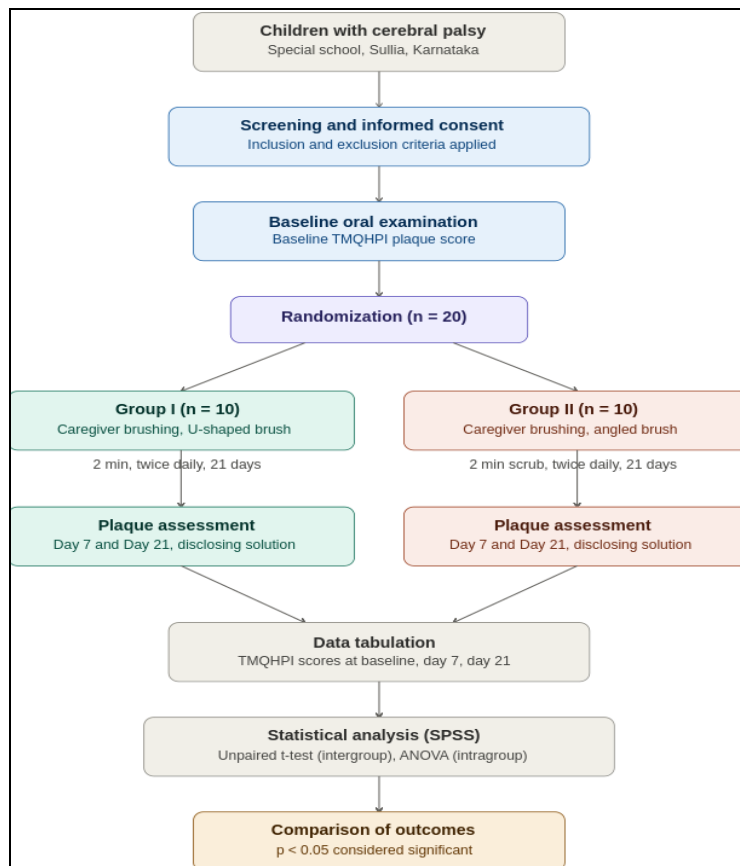 Children with cerebral palsy
Special school, Sullia, Karnataka
Screening and informed consent
Inclusion and exclusion criteria applied
Baseline oral examination
Baseline TMQHPI plaque score
Randomization (n = 20)
Group I (n = 10)
Caregiver brushing, U-shaped brush
2 min, twice daily, 21 days
Plaque assessment
Day 7 and Day 21, disclosing solution
Group II (n = 10)
Caregiver brushing, angled brush
2 min scrub, twice daily, 21 days
Plaque assessment
Day 7 and Day 21, disclosing solution
Data tabulation
TMQHPI scores at baseline, day 7, day 21
Statistical analysis (SPSS)
Unpaired t-test (intergroup), ANOVA (intragroup)
Comparison of outcomes
p < 0.05 considered significant